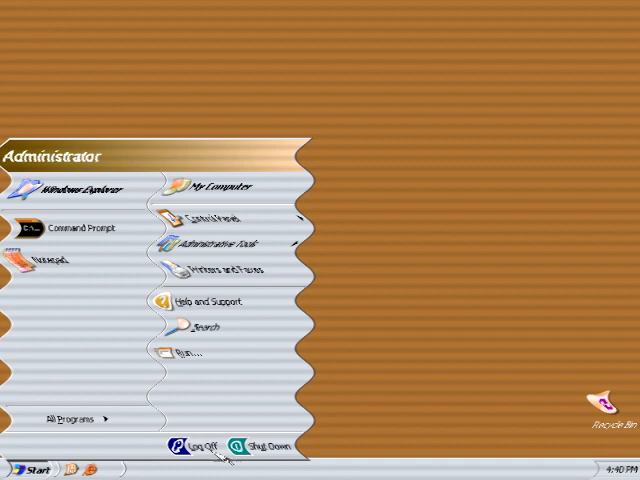 Administrator
Windows Explorer
My Computer
Command Prompt
Control Panel
Notepad
Administrative Tools
Printers and Faxes
Help and Support
Search
Run...
All Programs
Log Off
Shut Down
Recycle Bin
Start
4:40 PM